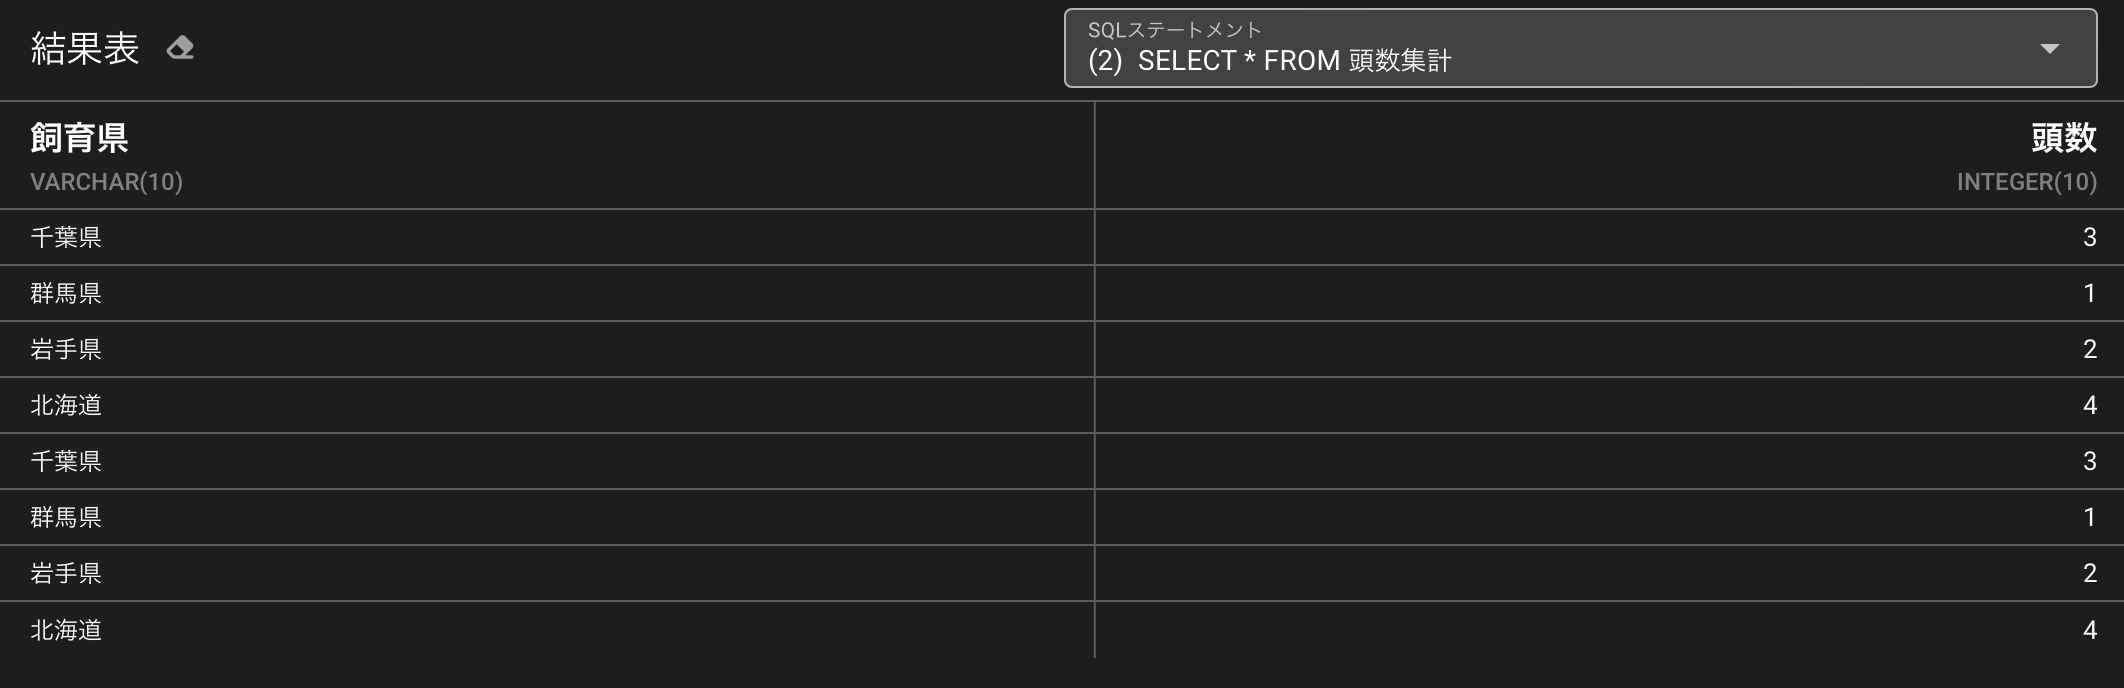 結果表
SQLステートメント
(2) SELECT * FROM 頭数集計
飼育県 頭数
VARCHAR(10) INTEGER(10)
千葉県 3
群馬県 1
岩手県 2
北海道 4
千葉県 3
群馬県 1
岩手県 2
北海道 4